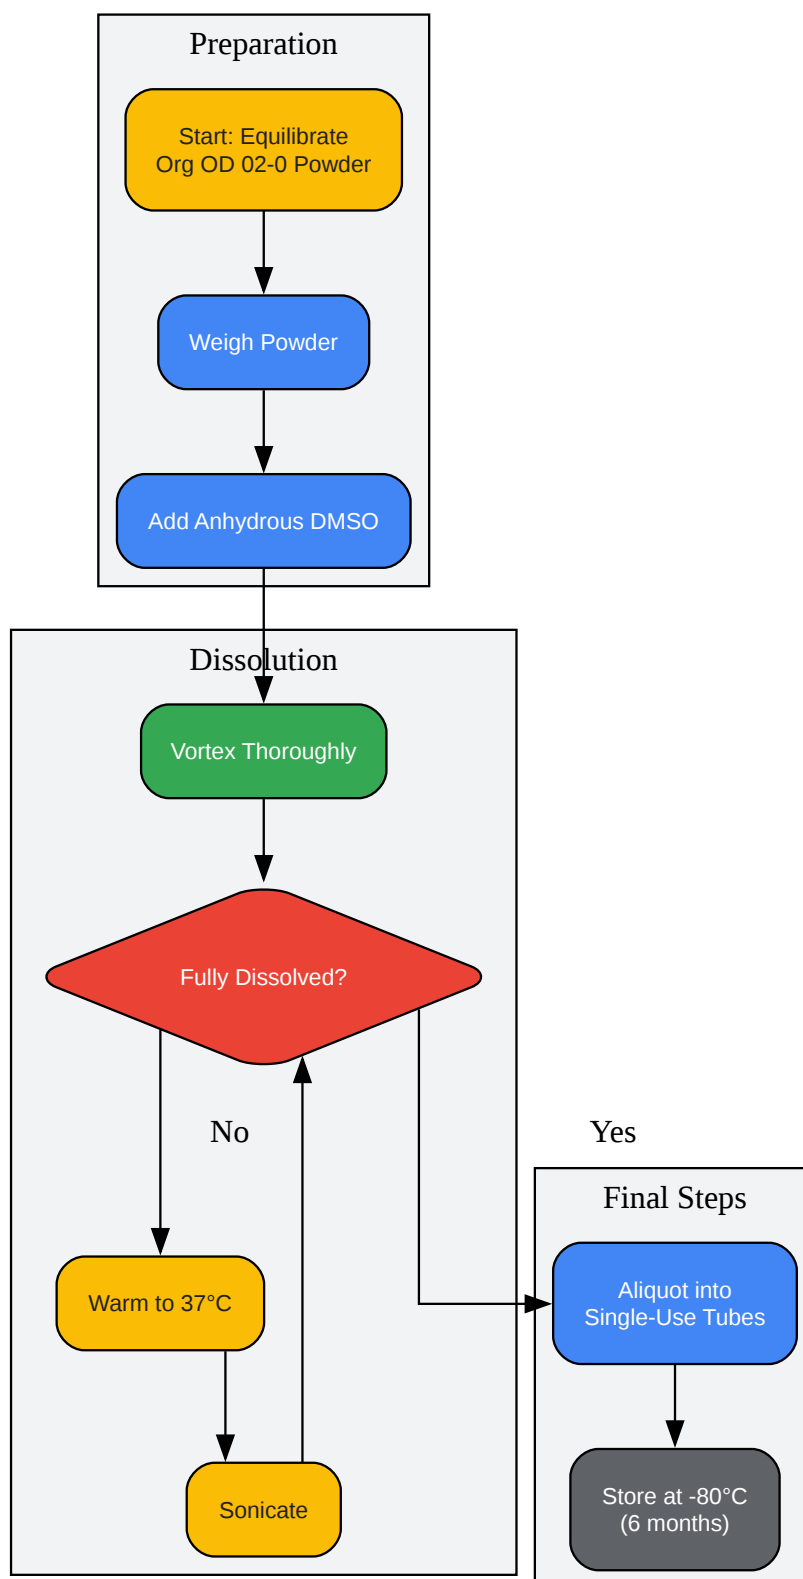 Preparation
Start: Equilibrate
Org OD 02-0 Powder
Weigh Powder
Add Anhydrous DMSO
Dissolution
Vortex Thoroughly
Fully Dissolved?
No
Yes
Final Steps
Warm to 37°C
Aliquot into
Single-Use Tubes
Sonicate
Store at -80°C
(6 months)